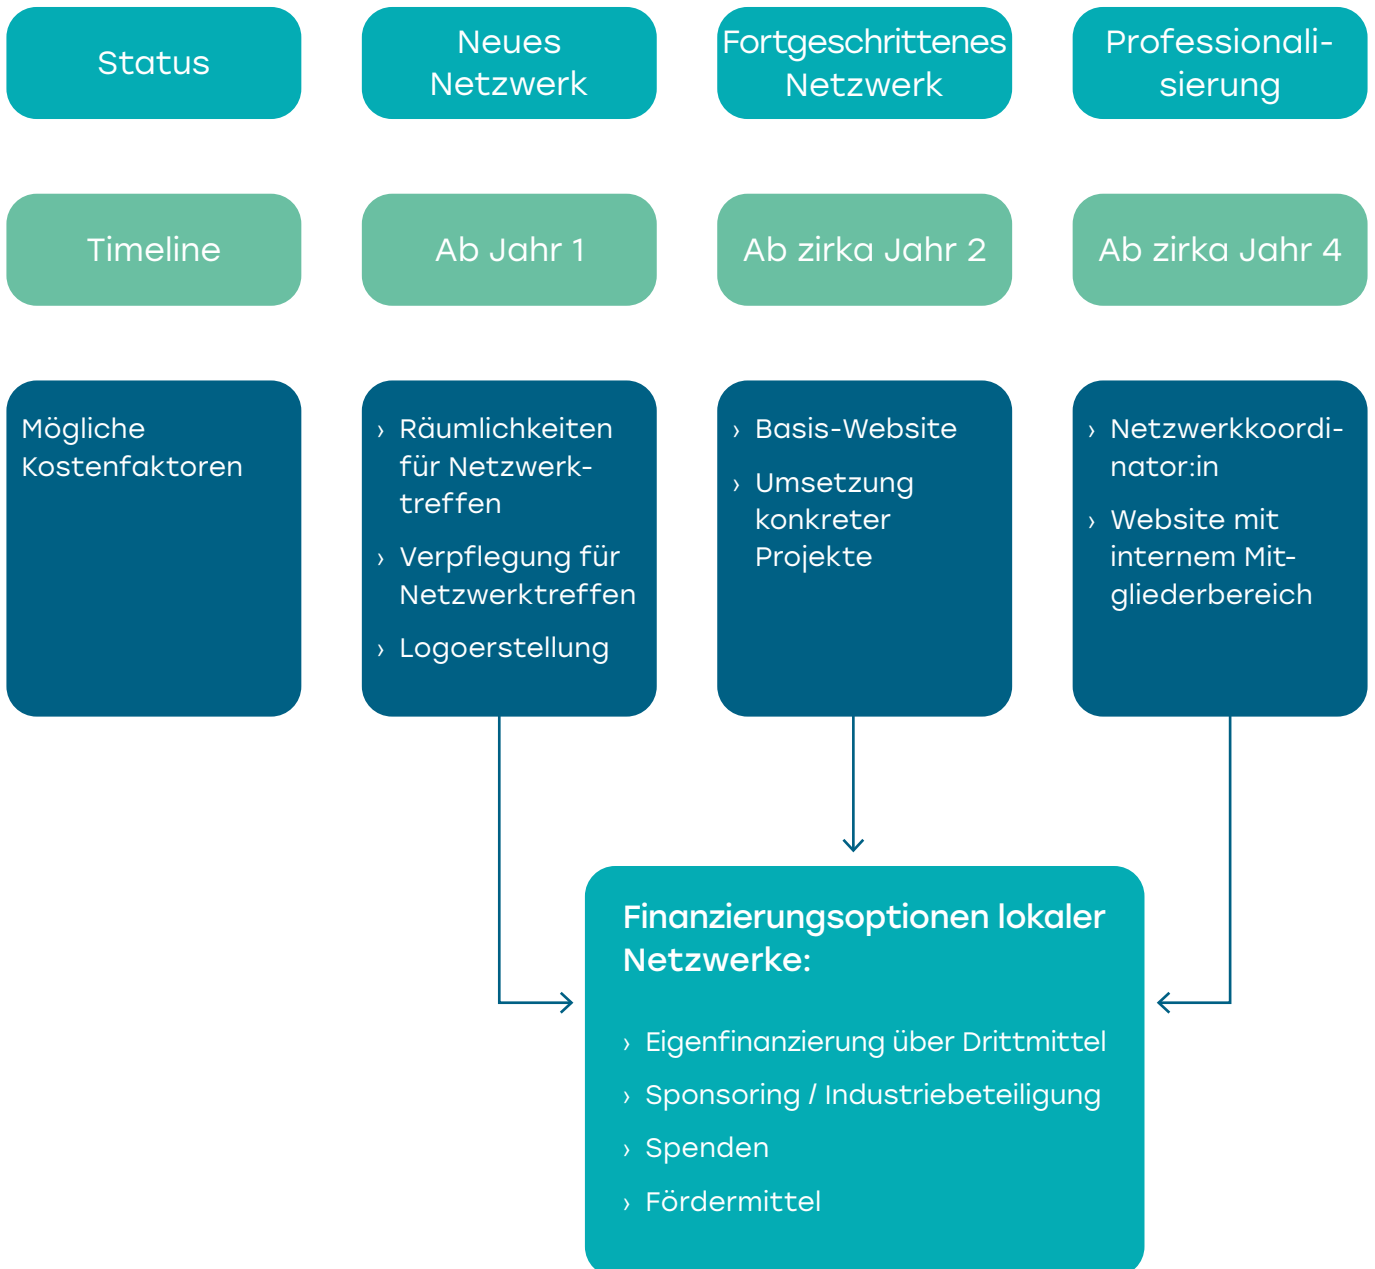 Status
Neues
Netzwerk
Fortgeschrittenes
Netzwerk
Professionali-
sierung
Timeline
Ab Jahr 1
Ab zirka Jahr 2
Ab zirka Jahr 4
Mögliche
Kostenfaktoren
› Räumlichkeiten
für Netzwerk-
treffen
› Verpflegung für
Netzwerktreffen
› Logoerstellung
› Basis-Website
› Umsetzung
konkreter
Projekte
› Netzwerkkoordi-
nator:in
› Website mit
internem Mit-
gliederbereich
Finanzierungsoptionen lokaler
Netzwerke:
› Eigenfinanzierung über Drittmittel
› Sponsoring / Industriebeteiligung
› Spenden
› Fördermittel